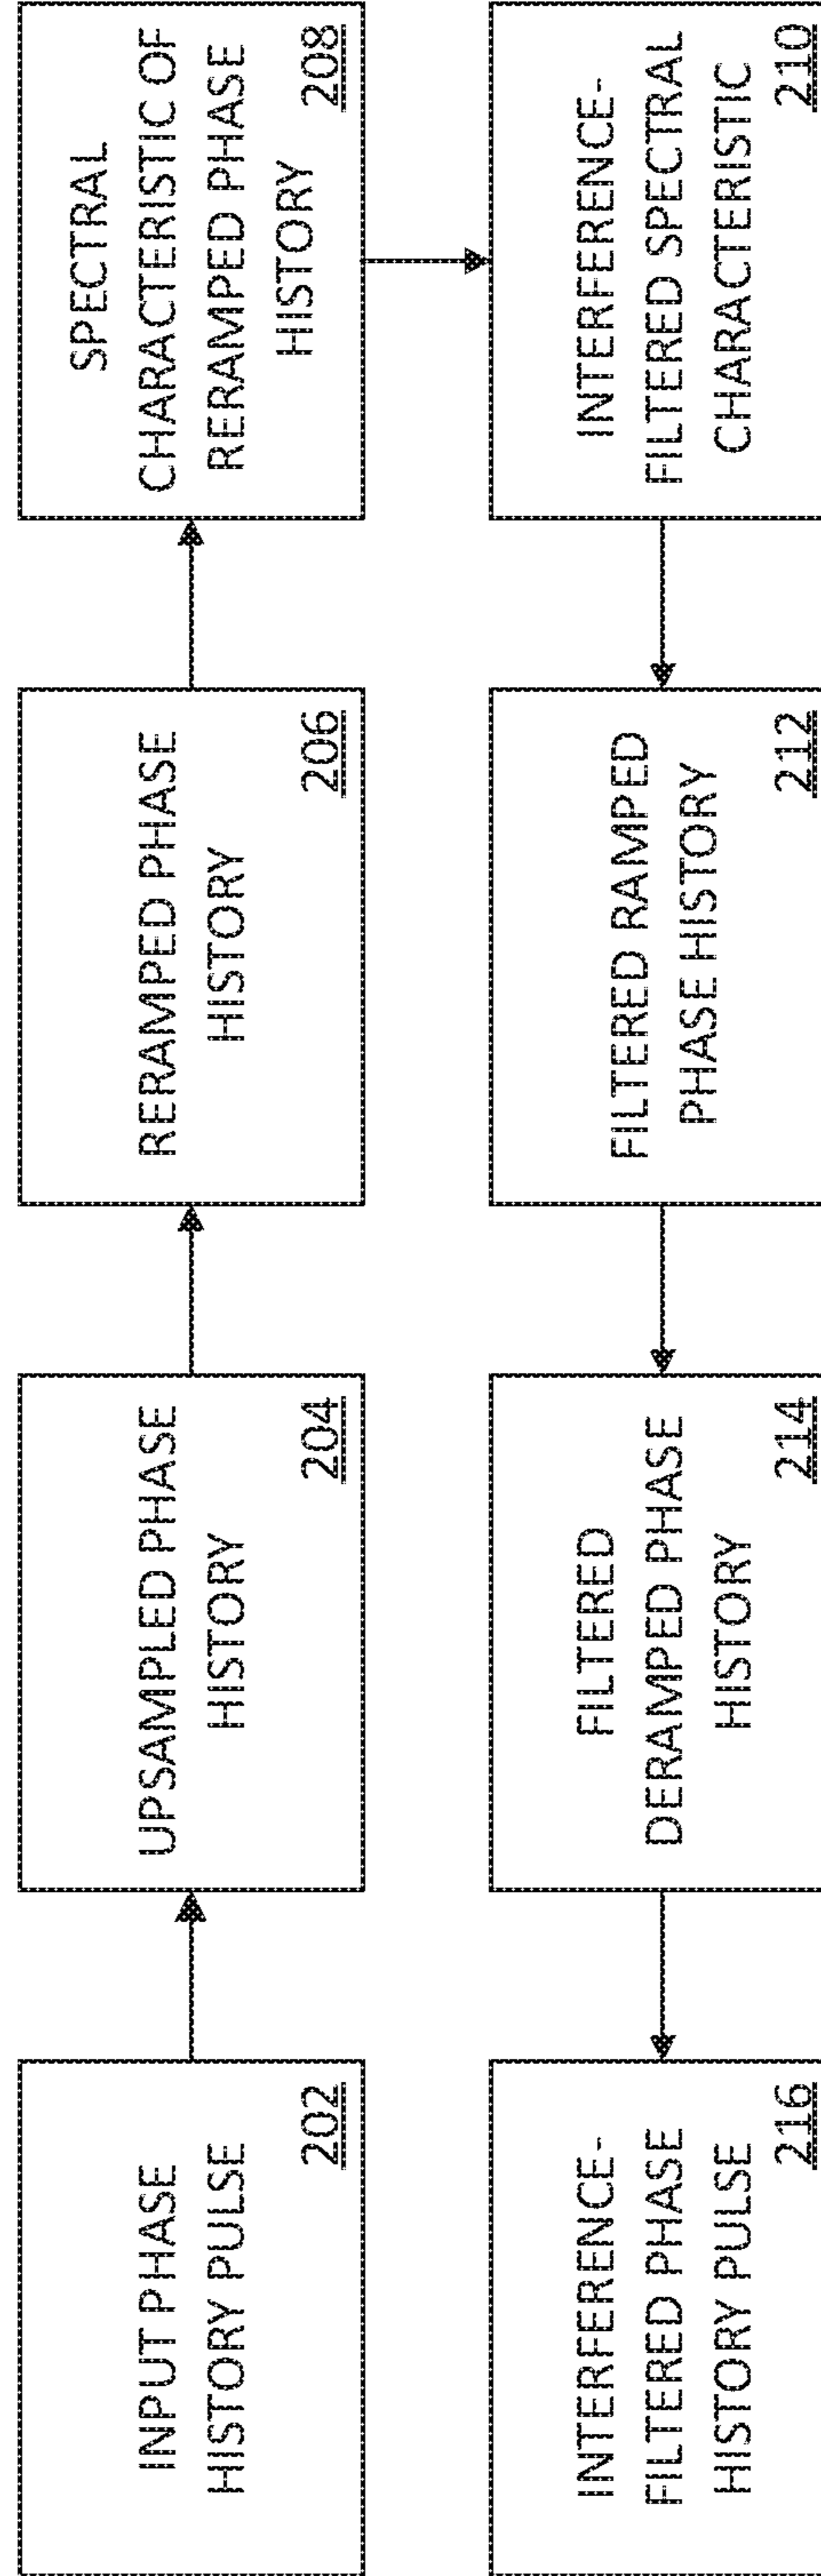 INPUT PHASE
HISTORY PULSE
202
UPSAMPLED PHASE
HISTORY
204
RERAMPED PHASE
HISTORY
206
SPECTRAL
CHARACTERISTIC OF
RERAMPED PHASE
HISTORY
208
INTERFERENCE-
FILTERED SPECTRAL
CHARACTERISTIC
210
FILTERED RAMPED
PHASE HISTORY
212
FILTERED
DERAMPED PHASE
HISTORY
214
INTERFERENCE-
FILTERED PHASE
HISTORY PULSE
216